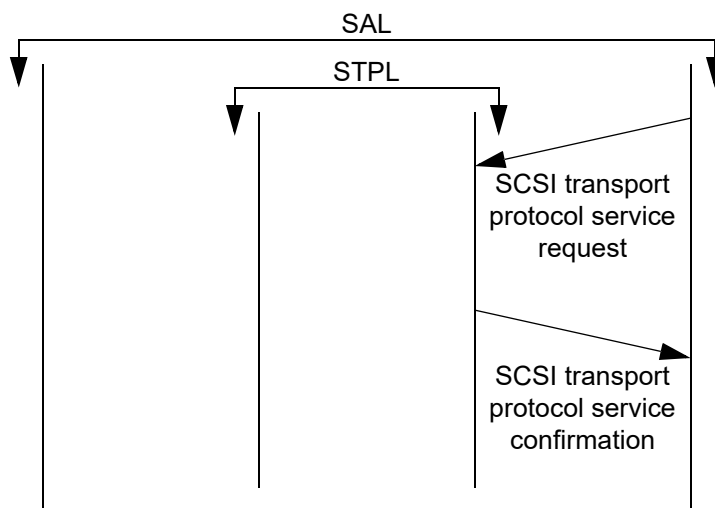 SAL
STPL
SCSI transport
protocol service
request
SCSI transport
protocol service
confirmation